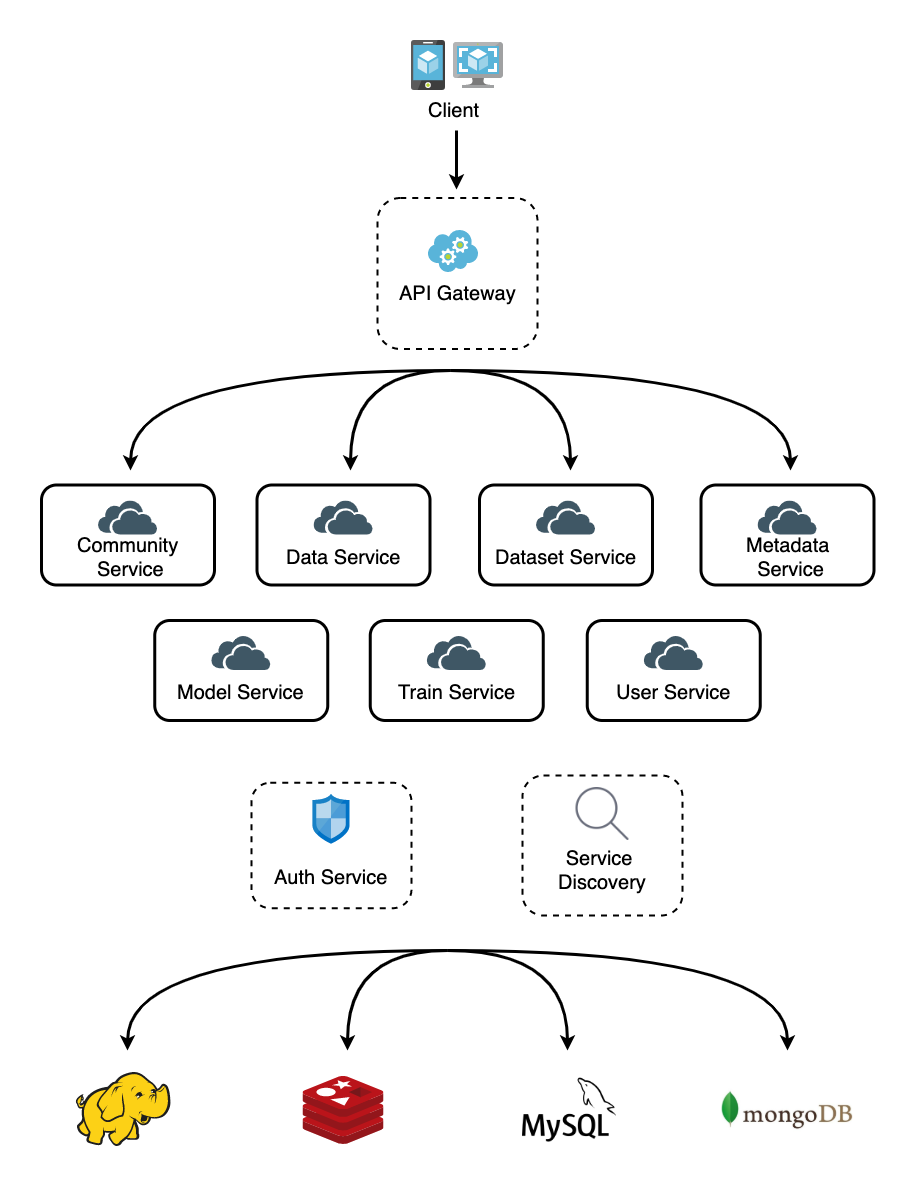 Client
API Gateway
Community
Service
Data Service
Dataset Service
Metadata
Service
Model Service
Train Service
User Service
Auth Service
Service
Discovery
MySQL
mongoDB